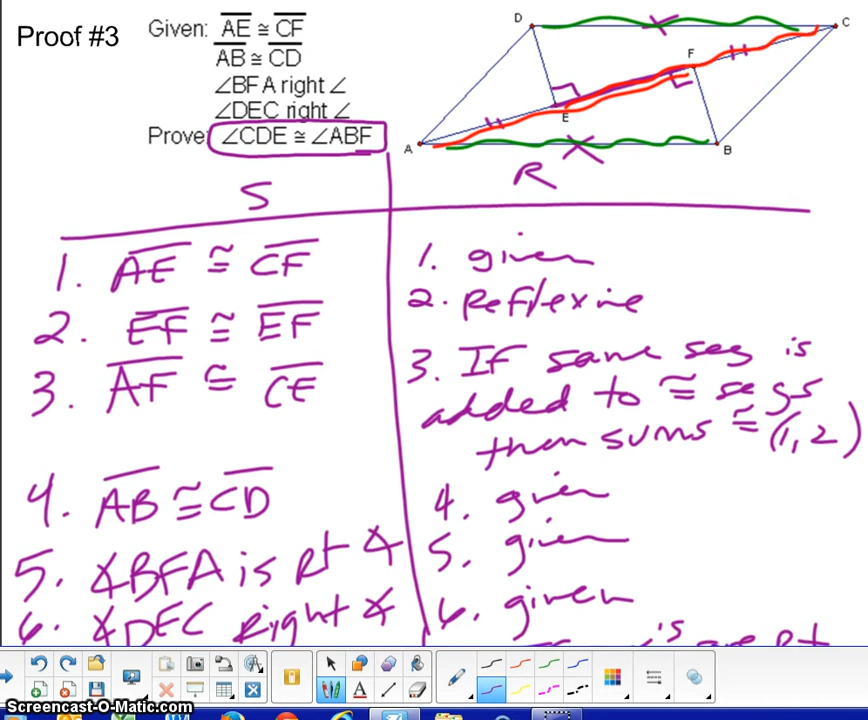 Proof #3
Given: AE ≅ CF
AB ≅ CD
∠BFA right ∠
∠DEC right ∠
Prove: ∠CDE ≅ ∠ABF
D
C
F
E
A
B
S
R
1. AE ≅ CF
1. given
2. EF ≅ EF
2. Reflexive
3. AF ≅ CE
3. If same seg is
added to ≅ segs
then sums ≅ (1,2)
4. AB ≅ CD
4. given
5. ∡BFA is Rt ∡
5. given
6. ∡DEC Right ∡
6. given
is
Screencast-O-Matic.com